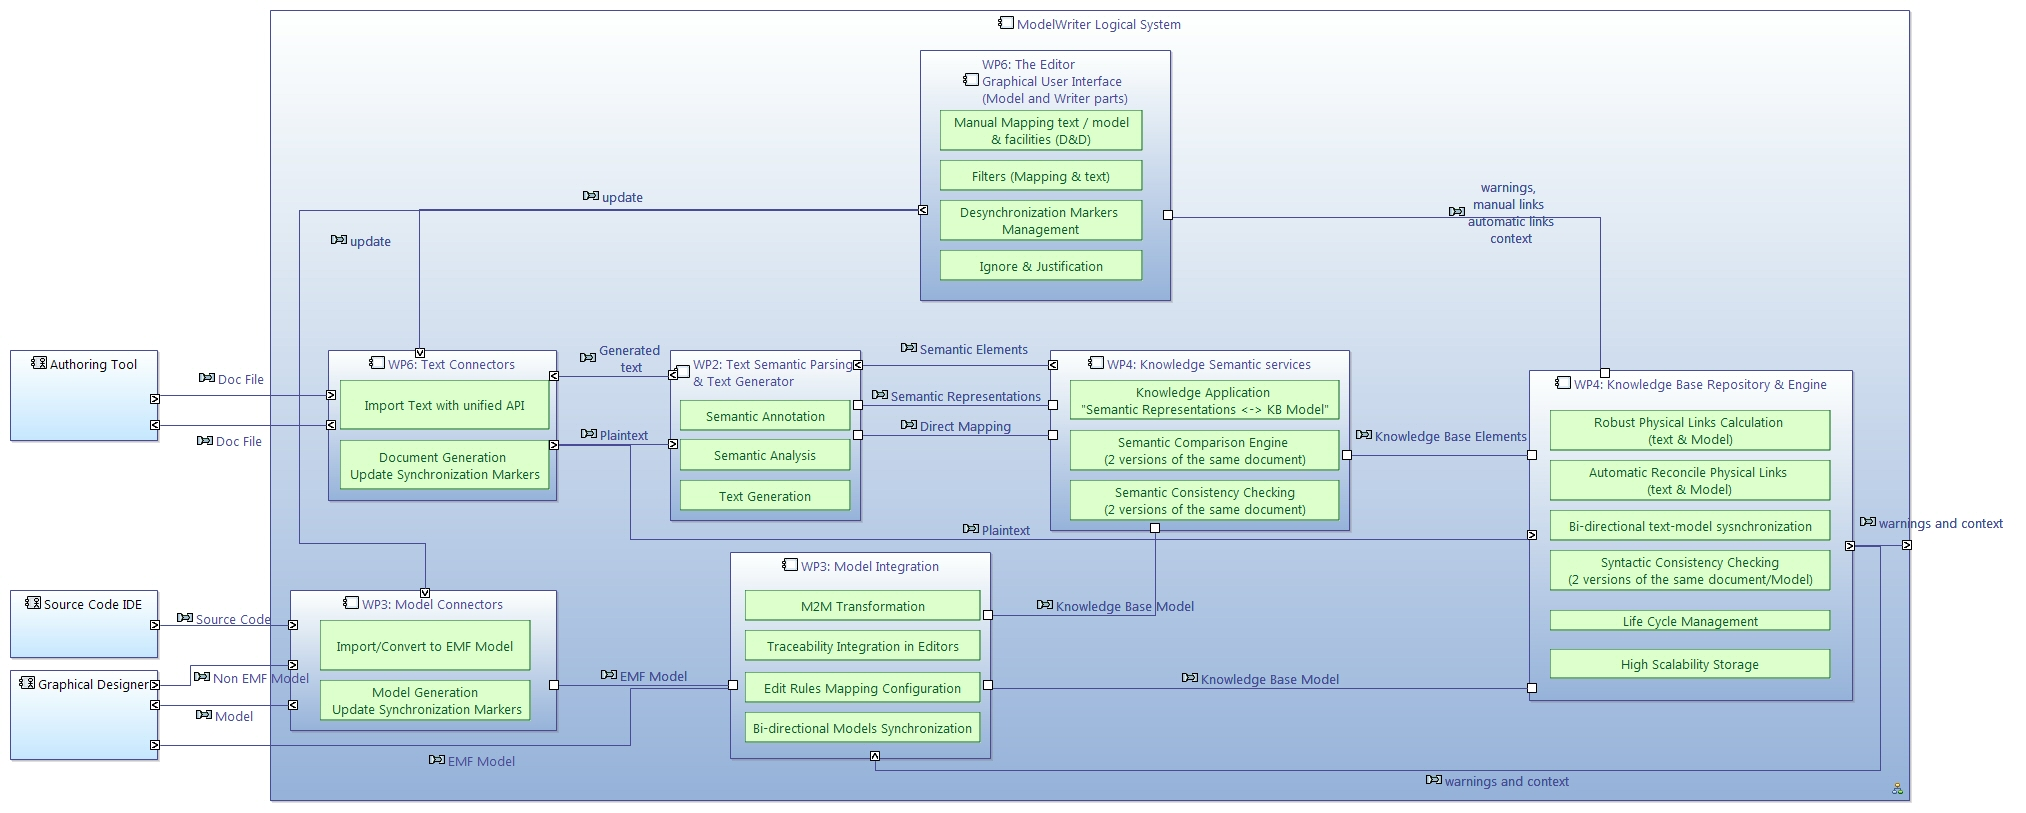 ModelWriter Logical System
WP6: The Editor
Graphical User Interface
(Model and Writer parts)
Manual Mapping text / model
& facilities (D&D)
Filters (Mapping & text)
Desynchronization Markers
Management
Ignore & Justification
update
update
warnings,
manual links
automatic links
context
Authoring Tool
Doc File
Doc File
WP6: Text Connectors
Import Text with unified API
Document Generation
Update Synchronization Markers
Generated
text
Plaintext
WP2: Text Semantic Parsing
& Text Generator
Semantic Annotation
Semantic Analysis
Text Generation
Semantic Elements
Semantic Representations
Direct Mapping
WP4: Knowledge Semantic services
Knowledge Application
"Semantic Representations <-> KB Model"
Semantic Comparison Engine
(2 versions of the same document)
Semantic Consistency Checking
(2 versions of the same document)
Knowledge Base Elements
Plaintext
WP4: Knowledge Base Repository & Engine
Robust Physical Links Calculation
(text & Model)
Automatic Reconcile Physical Links
(text & Model)
Bi-directional text-model sysnchronization
Syntactic Consistency Checking
(2 versions of the same document/Model)
Life Cycle Management
High Scalability Storage
warnings and context
Source Code IDE
Source Code
Graphical Designer
Non EMF Model
Model
EMF Model
WP3: Model Connectors
Import/Convert to EMF Model
Model Generation
Update Synchronization Markers
EMF Model
WP3: Model Integration
M2M Transformation
Traceability Integration in Editors
Edit Rules Mapping Configuration
Bi-directional Models Synchronization
Knowledge Base Model
Knowledge Base Model
warnings and context